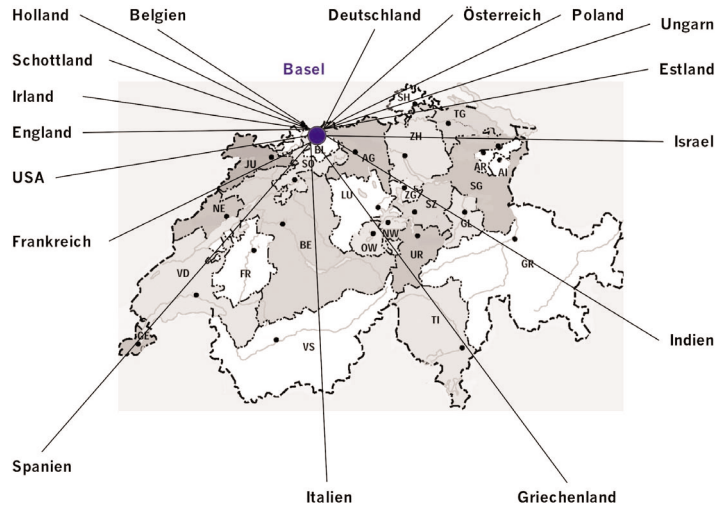 Holland
Belgien
Deutschland
Österreich
Poland
Ungarn
Schottland
Basel
Estland
Irland
SH
TG
England
ZH
Israel
BL
JU
SO
AG
AR
AI
USA
SG
LU
ZG
SZ
NE
GL
NW
Frankreich
BE
OW
UR
GR
VD
FR
TI
GE
VS
Indien
Spanien
Italien
Griechenland